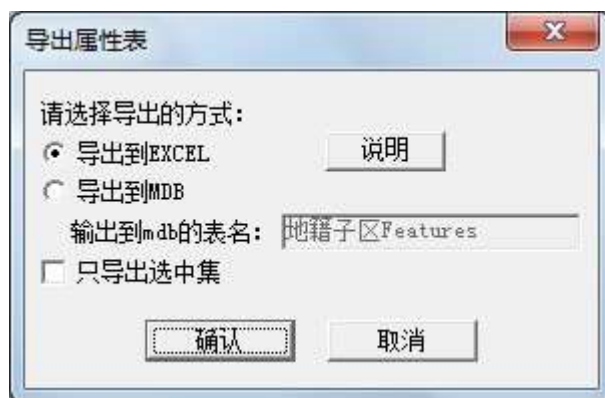 导出属性表
请选择导出的方式：
导出到EXCEL 说明
导出到MDB
输出到mdb的表名： 地籍子区Features
只导出选中集
确认 取消